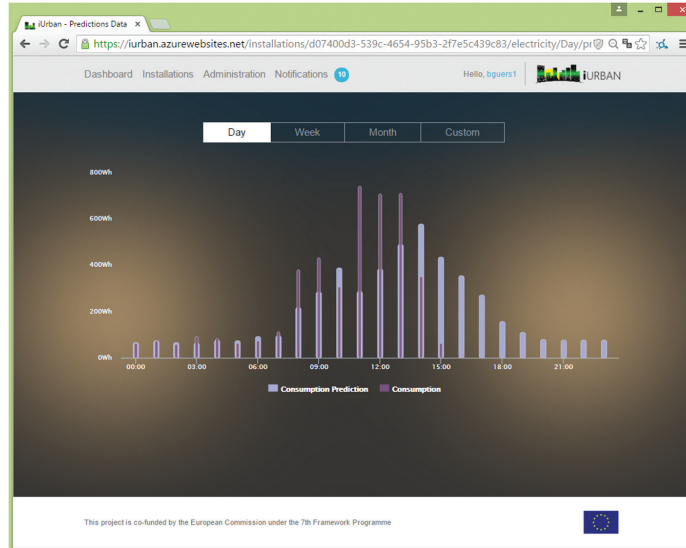 iUrban - Predictions Data
https://iurban.azurewebsites.net/installations/d07400d3-539c-4654-95b3-2f7e5c439c83/electricity/Day/pr
Dashboard Installations Administration Notifications 10 Hello, bguers1 iURBAN
Day Week Month Custom
800Wh
600Wh
400Wh
200Wh
0Wh
00:00 03:00 06:00 09:00 12:00 15:00 18:00 21:00
Consumption Prediction Consumption
This project is co-funded by the European Commission under the 7th Framework Programme